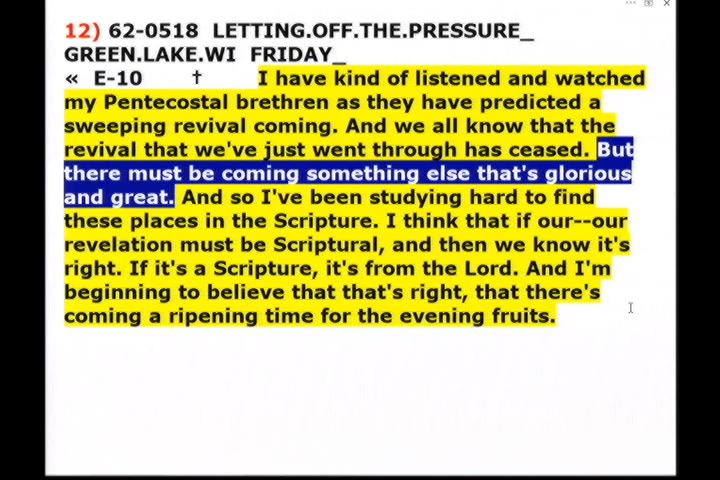 12) 62-0518 LETTING.OFF.THE.PRESSURE_
GREEN.LAKE.WI FRIDAY_
« E-10 † I have kind of listened and watched
my Pentecostal brethren as they have predicted a
sweeping revival coming. And we all know that the
revival that we've just went through has ceased. But
there must be coming something else that's glorious
and great. And so I've been studying hard to find
these places in the Scripture. I think that if our--our
revelation must be Scriptural, and then we know it's
right. If it's a Scripture, it's from the Lord. And I'm
beginning to believe that that's right, that there's
coming a ripening time for the evening fruits.